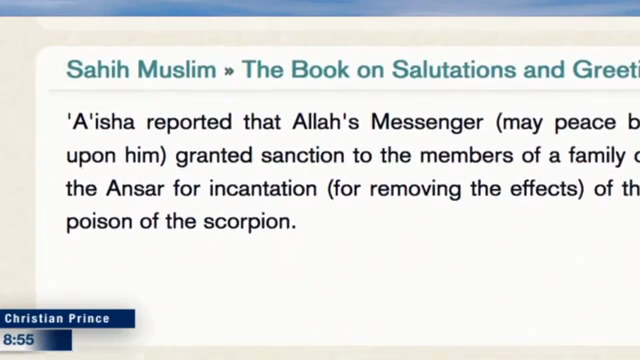 Sahih Muslim » The Book on Salutations and
'A'isha reported that Allah's Messenger (may peace
upon him) granted sanction to the members of a family
the Ansar for incantation (for removing the effects) of
poison of the scorpion.
Christian Prince
8:55